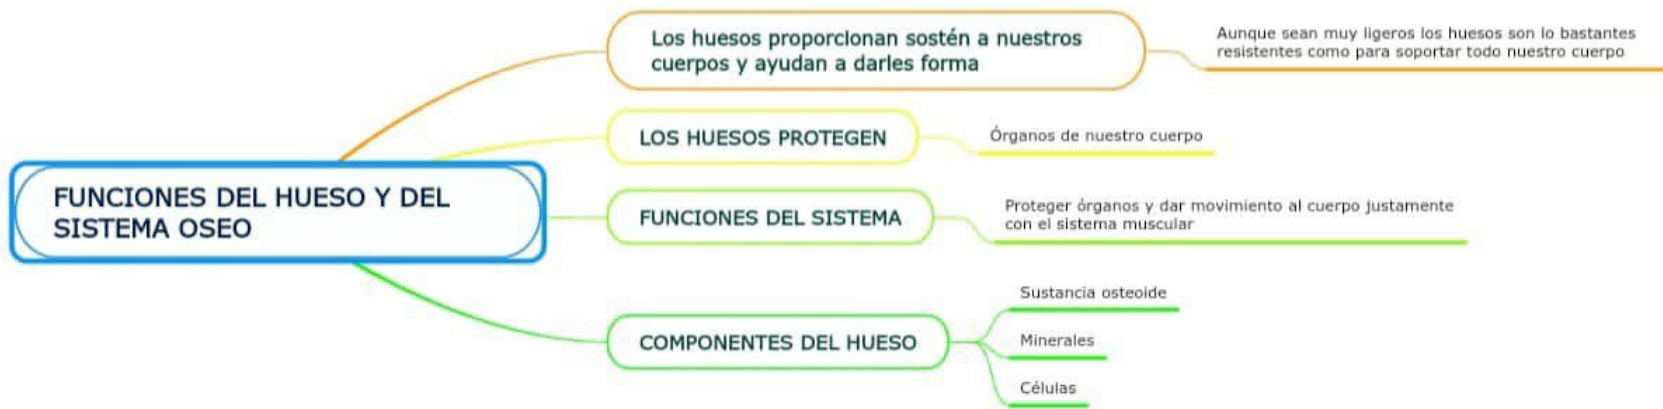 Los huesos proporcionan sostén a nuestros
cuerpos y ayudan a darles forma
Aunque sean muy ligeros los huesos son lo bastantes
resistentes como para soportar todo nuestro cuerpo
LOS HUESOS PROTEGEN
Órganos de nuestro cuerpo
FUNCIONES DEL HUESO Y DEL
SISTEMA OSEO
FUNCIONES DEL SISTEMA
Proteger órganos y dar movimiento al cuerpo justamente
con el sistema muscular
COMPONENTES DEL HUESO
Sustancia osteoide
Minerales
Células